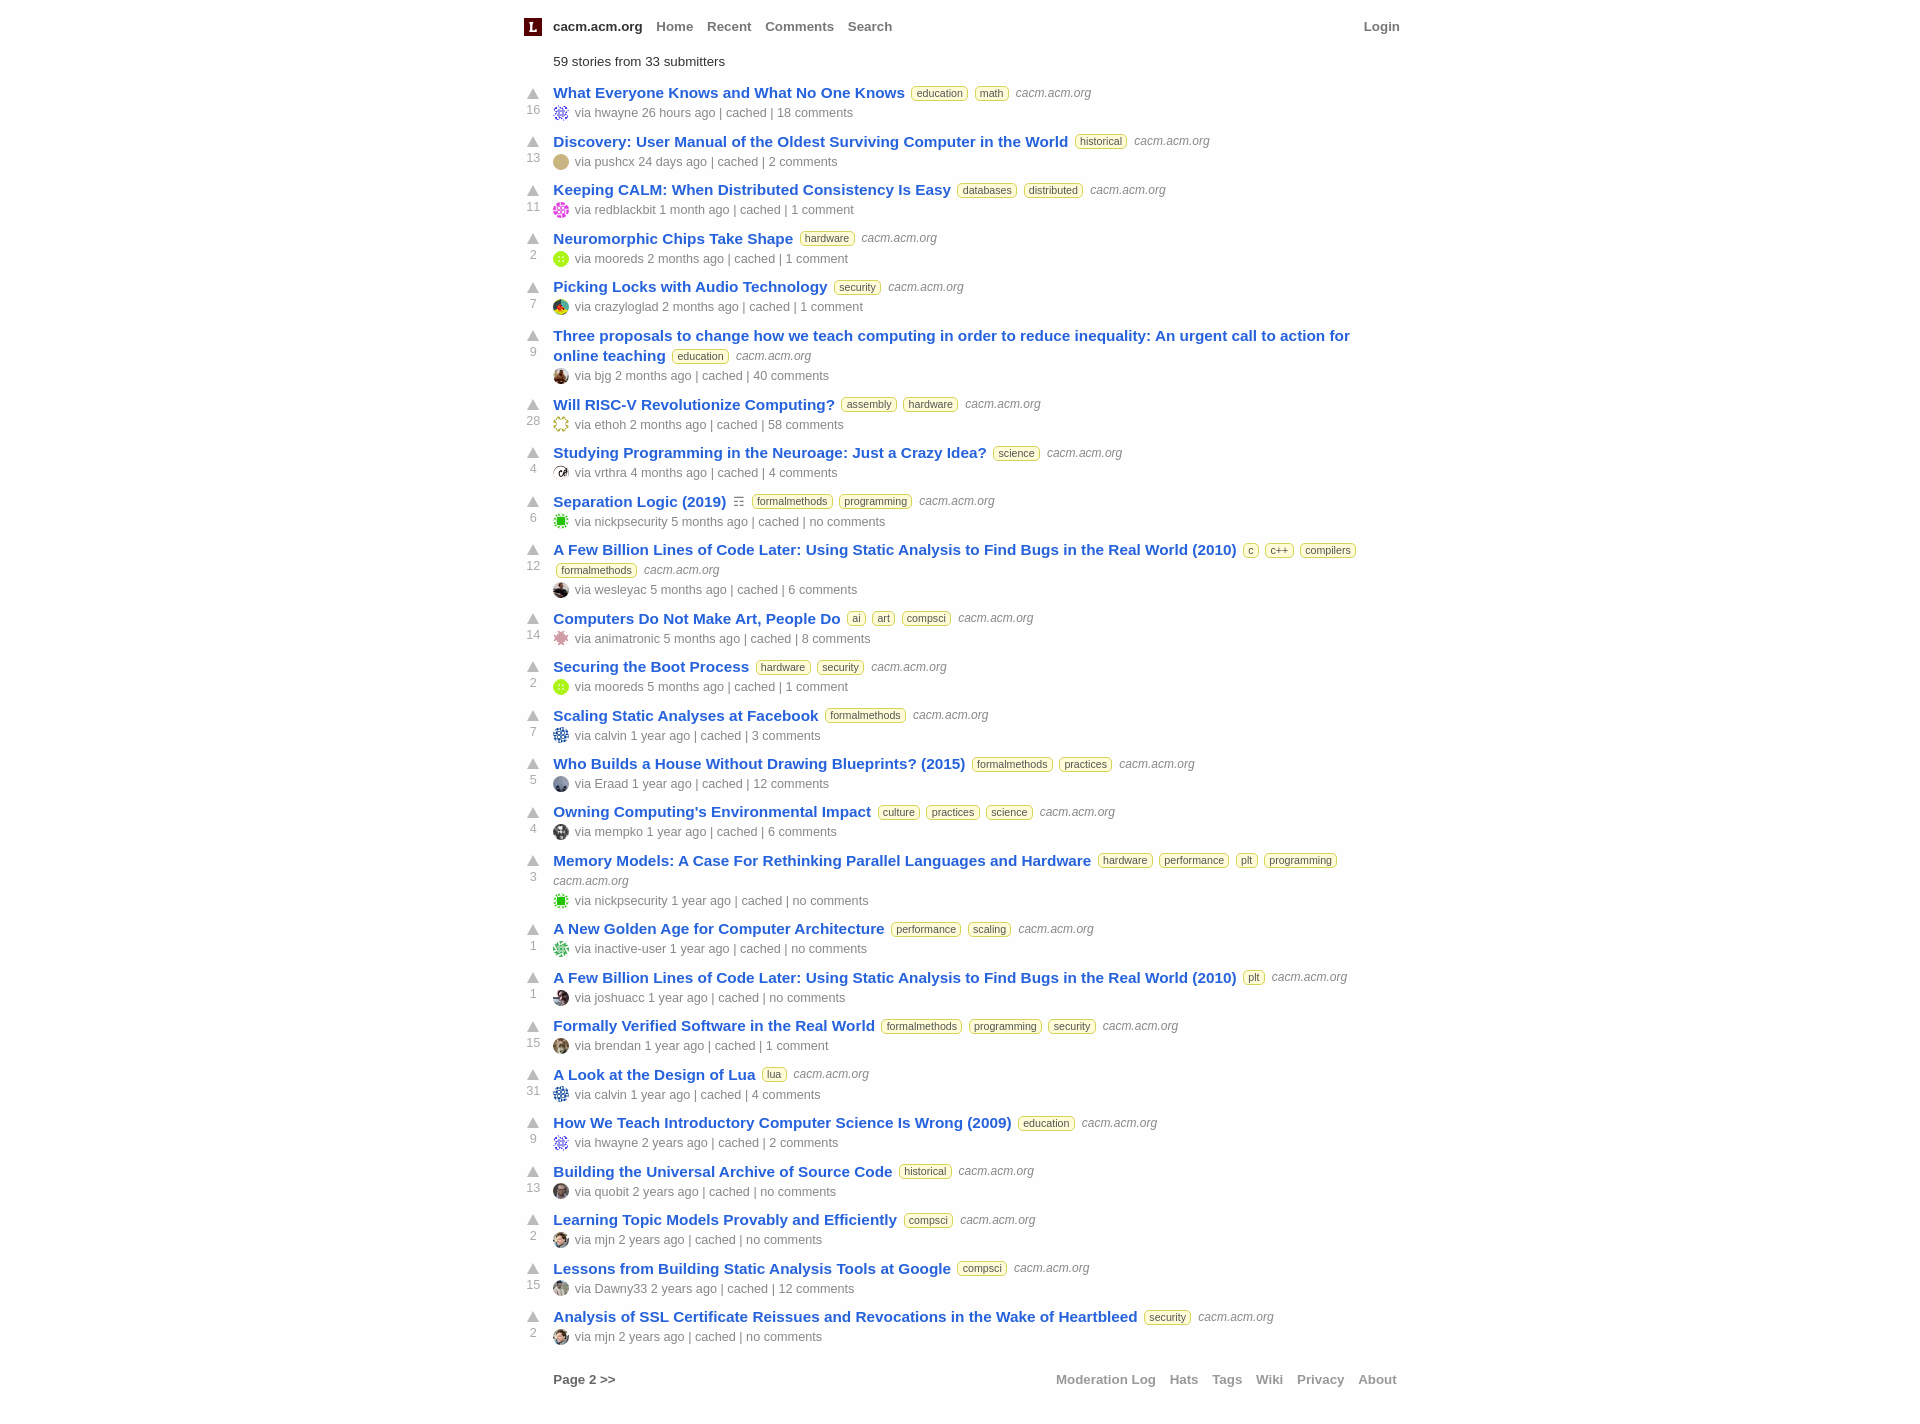 L cacm.acm.org Home Recent Comments Search Login
59 stories from 33 submitters
What Everyone Knows and What No One Knows education math cacm.acm.org
16
via hwayne 26 hours ago | cached | 18 comments
Discovery: User Manual of the Oldest Surviving Computer in the World historical cacm.acm.org
13
via pushcx 24 days ago | cached | 2 comments
Keeping CALM: When Distributed Consistency Is Easy databases distributed cacm.acm.org
11
via redblackbit 1 month ago | cached | 1 comment
Neuromorphic Chips Take Shape hardware cacm.acm.org
2
via mooreds 2 months ago | cached | 1 comment
Picking Locks with Audio Technology security cacm.acm.org
7
via crazyloglad 2 months ago | cached | 1 comment
Three proposals to change how we teach computing in order to reduce inequality: An urgent call to action for
9
online teaching education cacm.acm.org
via bjg 2 months ago | cached | 40 comments
Will RISC-V Revolutionize Computing? assembly hardware cacm.acm.org
28
via ethoh 2 months ago | cached | 58 comments
Studying Programming in the Neuroage: Just a Crazy Idea? science cacm.acm.org
4
via vrthra 4 months ago | cached | 4 comments
Separation Logic (2019) ☶ formalmethods programming cacm.acm.org
6
via nickpsecurity 5 months ago | cached | no comments
A Few Billion Lines of Code Later: Using Static Analysis to Find Bugs in the Real World (2010) c c++ compilers
12
formalmethods cacm.acm.org
via wesleyac 5 months ago | cached | 6 comments
Computers Do Not Make Art, People Do ai art compsci cacm.acm.org
14
via animatronic 5 months ago | cached | 8 comments
Securing the Boot Process hardware security cacm.acm.org
2
via mooreds 5 months ago | cached | 1 comment
Scaling Static Analyses at Facebook formalmethods cacm.acm.org
7
via calvin 1 year ago | cached | 3 comments
Who Builds a House Without Drawing Blueprints? (2015) formalmethods practices cacm.acm.org
5
via Eraad 1 year ago | cached | 12 comments
Owning Computing's Environmental Impact culture practices science cacm.acm.org
4
via mempko 1 year ago | cached | 6 comments
Memory Models: A Case For Rethinking Parallel Languages and Hardware hardware performance plt programming
3
cacm.acm.org
via nickpsecurity 1 year ago | cached | no comments
A New Golden Age for Computer Architecture performance scaling cacm.acm.org
1
via inactive-user 1 year ago | cached | no comments
A Few Billion Lines of Code Later: Using Static Analysis to Find Bugs in the Real World (2010) plt cacm.acm.org
1
via joshuacc 1 year ago | cached | no comments
Formally Verified Software in the Real World formalmethods programming security cacm.acm.org
15
via brendan 1 year ago | cached | 1 comment
A Look at the Design of Lua lua cacm.acm.org
31
via calvin 1 year ago | cached | 4 comments
How We Teach Introductory Computer Science Is Wrong (2009) education cacm.acm.org
9
via hwayne 2 years ago | cached | 2 comments
Building the Universal Archive of Source Code historical cacm.acm.org
13
via quobit 2 years ago | cached | no comments
Learning Topic Models Provably and Efficiently compsci cacm.acm.org
2
via mjn 2 years ago | cached | no comments
Lessons from Building Static Analysis Tools at Google compsci cacm.acm.org
15
via Dawny33 2 years ago | cached | 12 comments
Analysis of SSL Certificate Reissues and Revocations in the Wake of Heartbleed security cacm.acm.org
2
via mjn 2 years ago | cached | no comments
Page 2 >> Moderation Log Hats Tags Wiki Privacy About